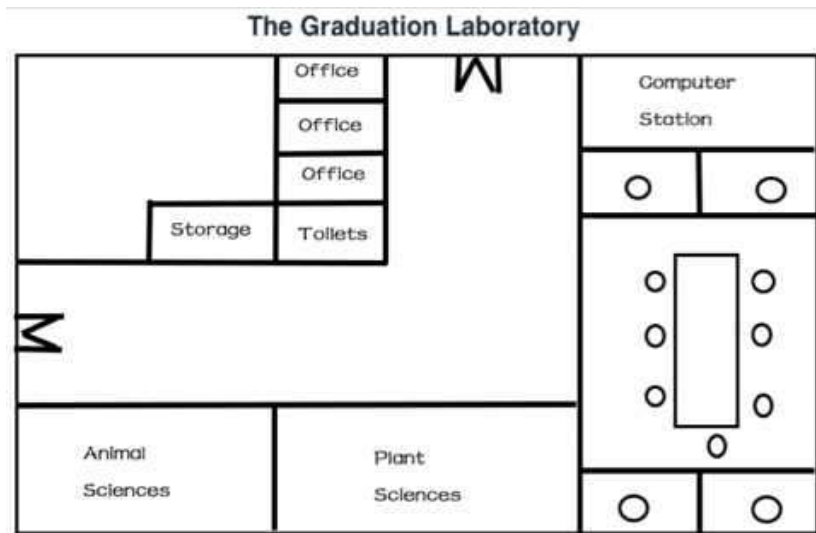 The Graduation Laboratory
Office
Computer
Station
Office
Office
Storage
Toilets
Animal
Sciences
Plant
Sciences